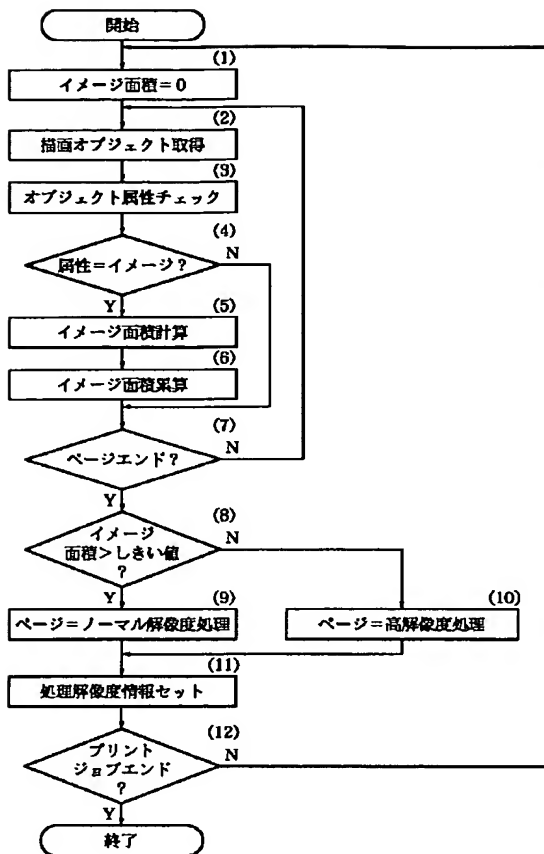 開始
(1)
イメージ面積=0
(2)
描画オブジェクト取得
(3)
オブジェクト属性チェック
(4)
属性=イメージ?
N
Y
(5)
イメージ面積計算
(6)
イメージ面積累算
(7)
ページエンド?
N
Y
(8)
イメージ
面積>しきい値
?
N
Y
(9)
ページ=ノーマル解像度処理
(10)
ページ=高解像度処理
(11)
処理解像度情報セット
(12)
プリント
ジョブエンド
?
N
Y
終了